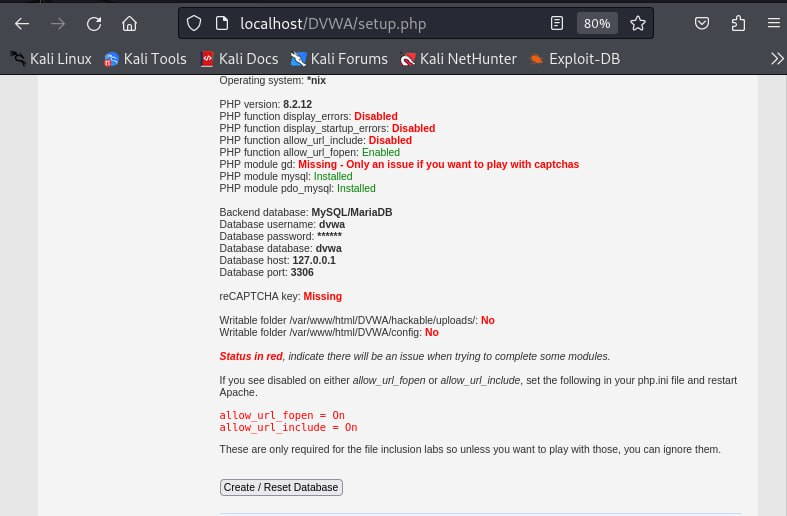 localhost/DVWA/setup.php
80%
Kali Linux Kali Tools Kali Docs Kali Forums Kali NetHunter Exploit-DB
Operating system: *nix
PHP version: 8.2.12
PHP function display_errors: Disabled
PHP function display_startup_errors: Disabled
PHP function allow_url_include: Disabled
PHP function allow_url_fopen: Enabled
PHP module gd: Missing - Only an issue if you want to play with captchas
PHP module mysql: Installed
PHP module pdo_mysql: Installed
Backend database: MySQL/MariaDB
Database username: dvwa
Database password: ******
Database database: dvwa
Database host: 127.0.0.1
Database port: 3306
reCAPTCHA key: Missing
Writable folder /var/www/html/DVWA/hackable/uploads/: No
Writable folder /var/www/html/DVWA/config: No
Status in red, indicate there will be an issue when trying to complete some modules.
If you see disabled on either allow_url_fopen or allow_url_include, set the following in your php.ini file and restart
Apache.
allow_url_fopen = On
allow_url_include = On
These are only required for the file inclusion labs so unless you want to play with those, you can ignore them.
Create / Reset Database